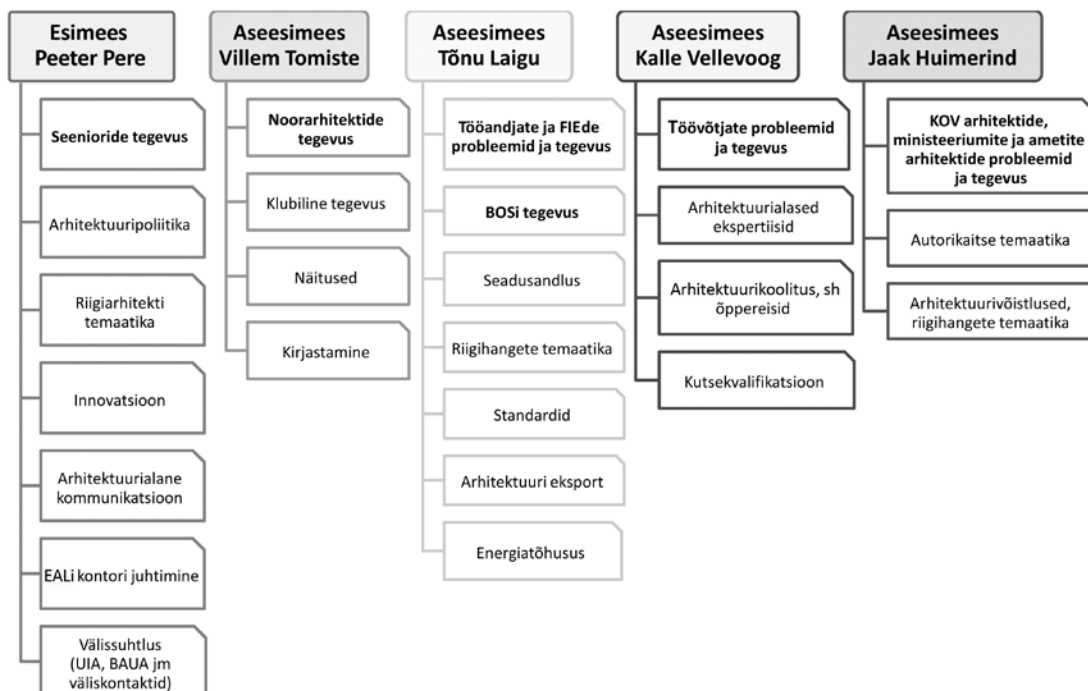 Esimees
Peeter Pere
Seenioride tegevus
Arhitektuuripoliitika
Riigiarhitekti
temaatika
Innovatsioon
Arhitektuurialane
kommunikatsioon
EALi kontori juhtimine
Välissuhtlus
(UIA, BAUA jm
väliskontaktid)
Aseesimees
Villem Tomiste
Noorarhitektide
tegevus
Klubiline tegevus
Näitused
Kirjastamine
Aseesimees
Tõnu Laigu
Tööandjate ja FIEde
probleemid ja tegevus
BOSi tegevus
Seadusandlus
Riigihangete temaatika
Standardid
Arhitektuuri eksport
Energiatõhusus
Aseesimees
Kalle Vellevoog
Töövõtjate probleemid
ja tegevus
Arhitektuurialased
ekspertiisid
Arhitektuurikoolitus, sh
õppereisid
Kutsekvalifikatsioon
Aseesimees
Jaak Huimerind
KOV arhitektide,
ministeeriumite ja ametite
arhitektide probleemid
ja tegevus
Autorikaitse temaatika
Arhitektuurivõistlused,
riigihangete temaatika